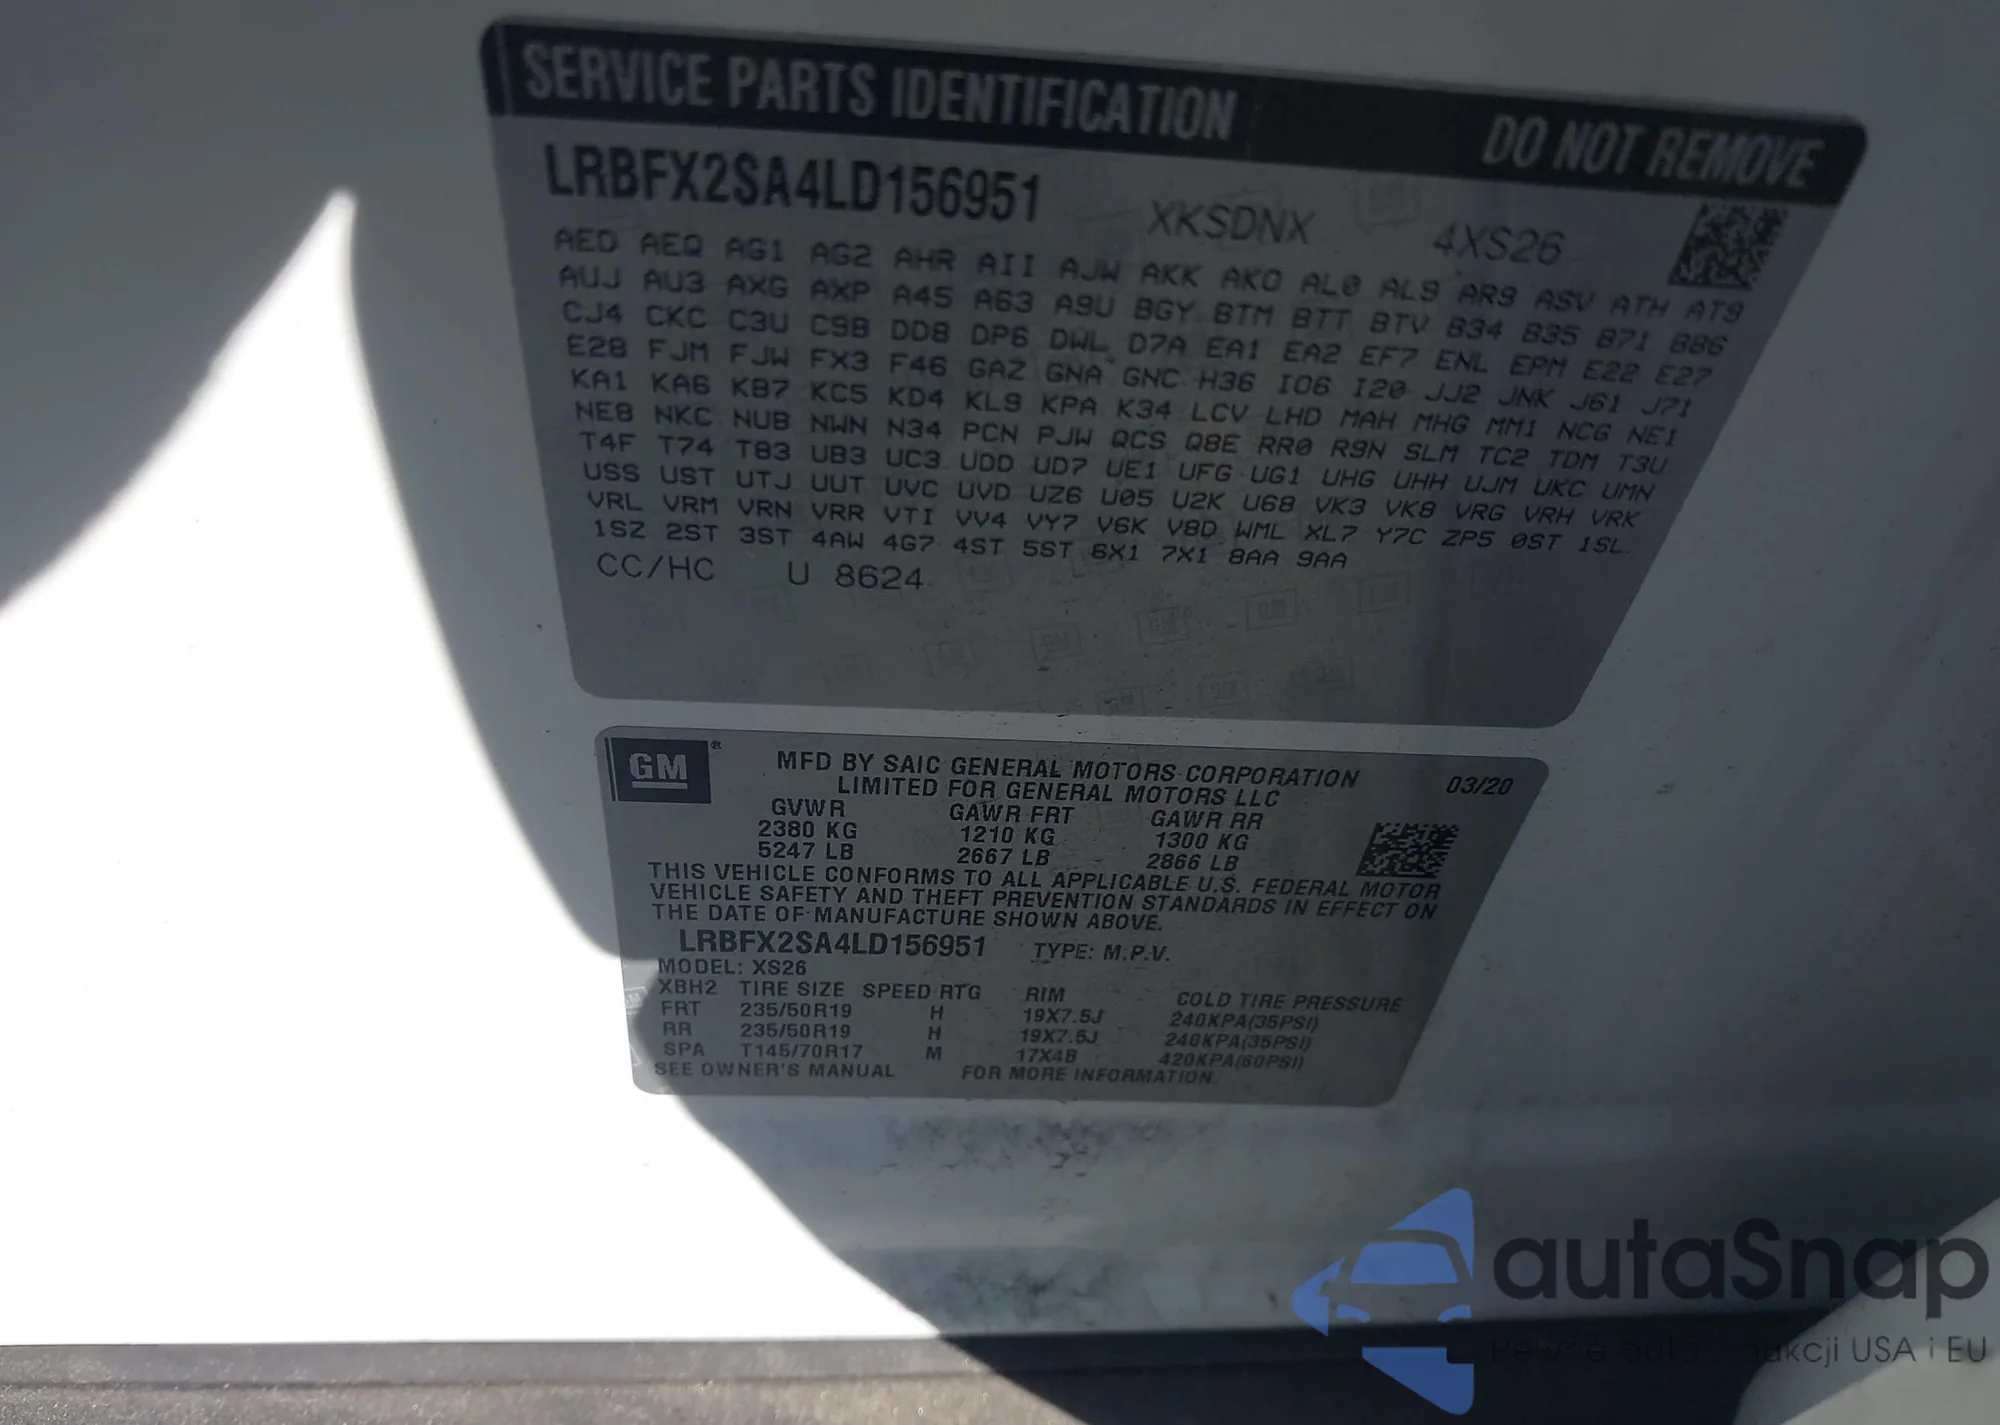 SERVICE PARTS IDENTIFICATION DO NOT REMOVE
LRBFX2SA4LD156951 XKSDNX 4XS26
AED AEQ AG1 AG2 AHR AII AJW AKK AKO AL0 AL9 AR9 ASV ATH AT9
AUJ AU3 AXG AXP A45 A63 A9U BGY BTM BTT BTV B34 B35 B71 B86
CJ4 CKC C3U C9B DD8 DP6 DWL D7A EA1 EA2 EF7 ENL EPM E22 E27
E28 FJM FJW FX3 F46 GAZ GNA GNC H36 IO6 I20 JJ2 JNK J61 J71
KA1 KA6 KB7 KC5 KD4 KL9 KPA K34 LCV LHD MAH MHG MM1 NCG NE1
NE8 NKC NUB NWN N34 PCN PJW QCS Q8E RR0 R9N SLM TC2 TDM T3U
T4F T74 T83 UB3 UC3 UDD UD7 UE1 UFG UG1 UHG UHH UJM UKC UMN
USS UST UTJ UUT UVC UVD UZ6 U05 U2K U68 VK3 VK8 VRG VRH VRK
VRL VRM VRN VRR VTI VV4 VY7 V6K V8D WML XL7 Y7C ZP5 0ST 1SL
1SZ 2ST 3ST 4AW 4G7 4ST 5ST 6X1 7X1 8AA 9AA
CC/HC U 8624
GM ® MFD BY SAIC GENERAL MOTORS CORPORATION 03/20
LIMITED FOR GENERAL MOTORS LLC
GVWR GAWR FRT GAWR RR
2380 KG 1210 KG 1300 KG
5247 LB 2667 LB 2866 LB
THIS VEHICLE CONFORMS TO ALL APPLICABLE U.S. FEDERAL MOTOR
VEHICLE SAFETY AND THEFT PREVENTION STANDARDS IN EFFECT ON
THE DATE OF MANUFACTURE SHOWN ABOVE.
LRBFX2SA4LD156951 TYPE: M.P.V.
MODEL: XS26
XBH2 TIRE SIZE SPEED RTG RIM COLD TIRE PRESSURE
FRT 235/50R19 H 19X7.5J 240KPA(35PSI)
RR 235/50R19 H 19X7.5J 240KPA(35PSI)
SPA T145/70R17 M 17X4B 420KPA(60PSI)
SEE OWNER'S MANUAL FOR MORE INFORMATION.
autaSnap
USA i EU